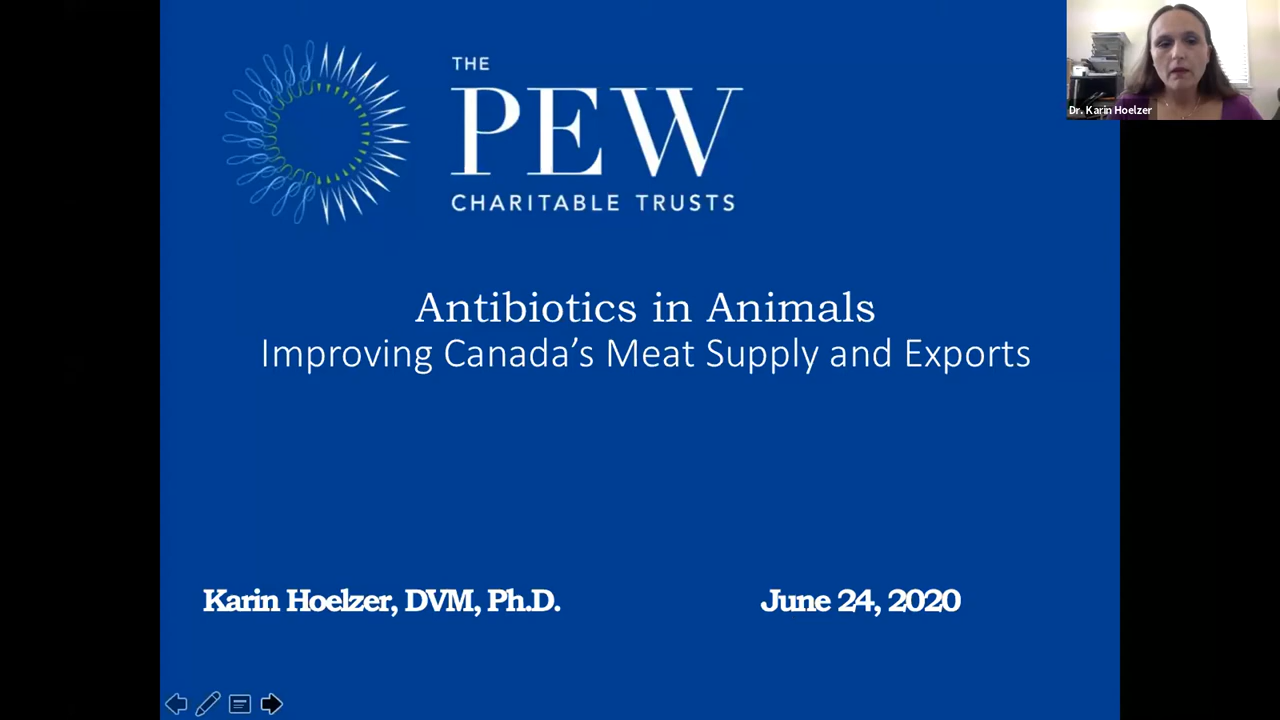 THE
PEW
CHARITABLE TRUSTS
Dr. Karin Hoelzer
Antibiotics in Animals
Improving Canada’s Meat Supply and Exports
Karin Hoelzer, DVM, Ph.D.
June 24, 2020